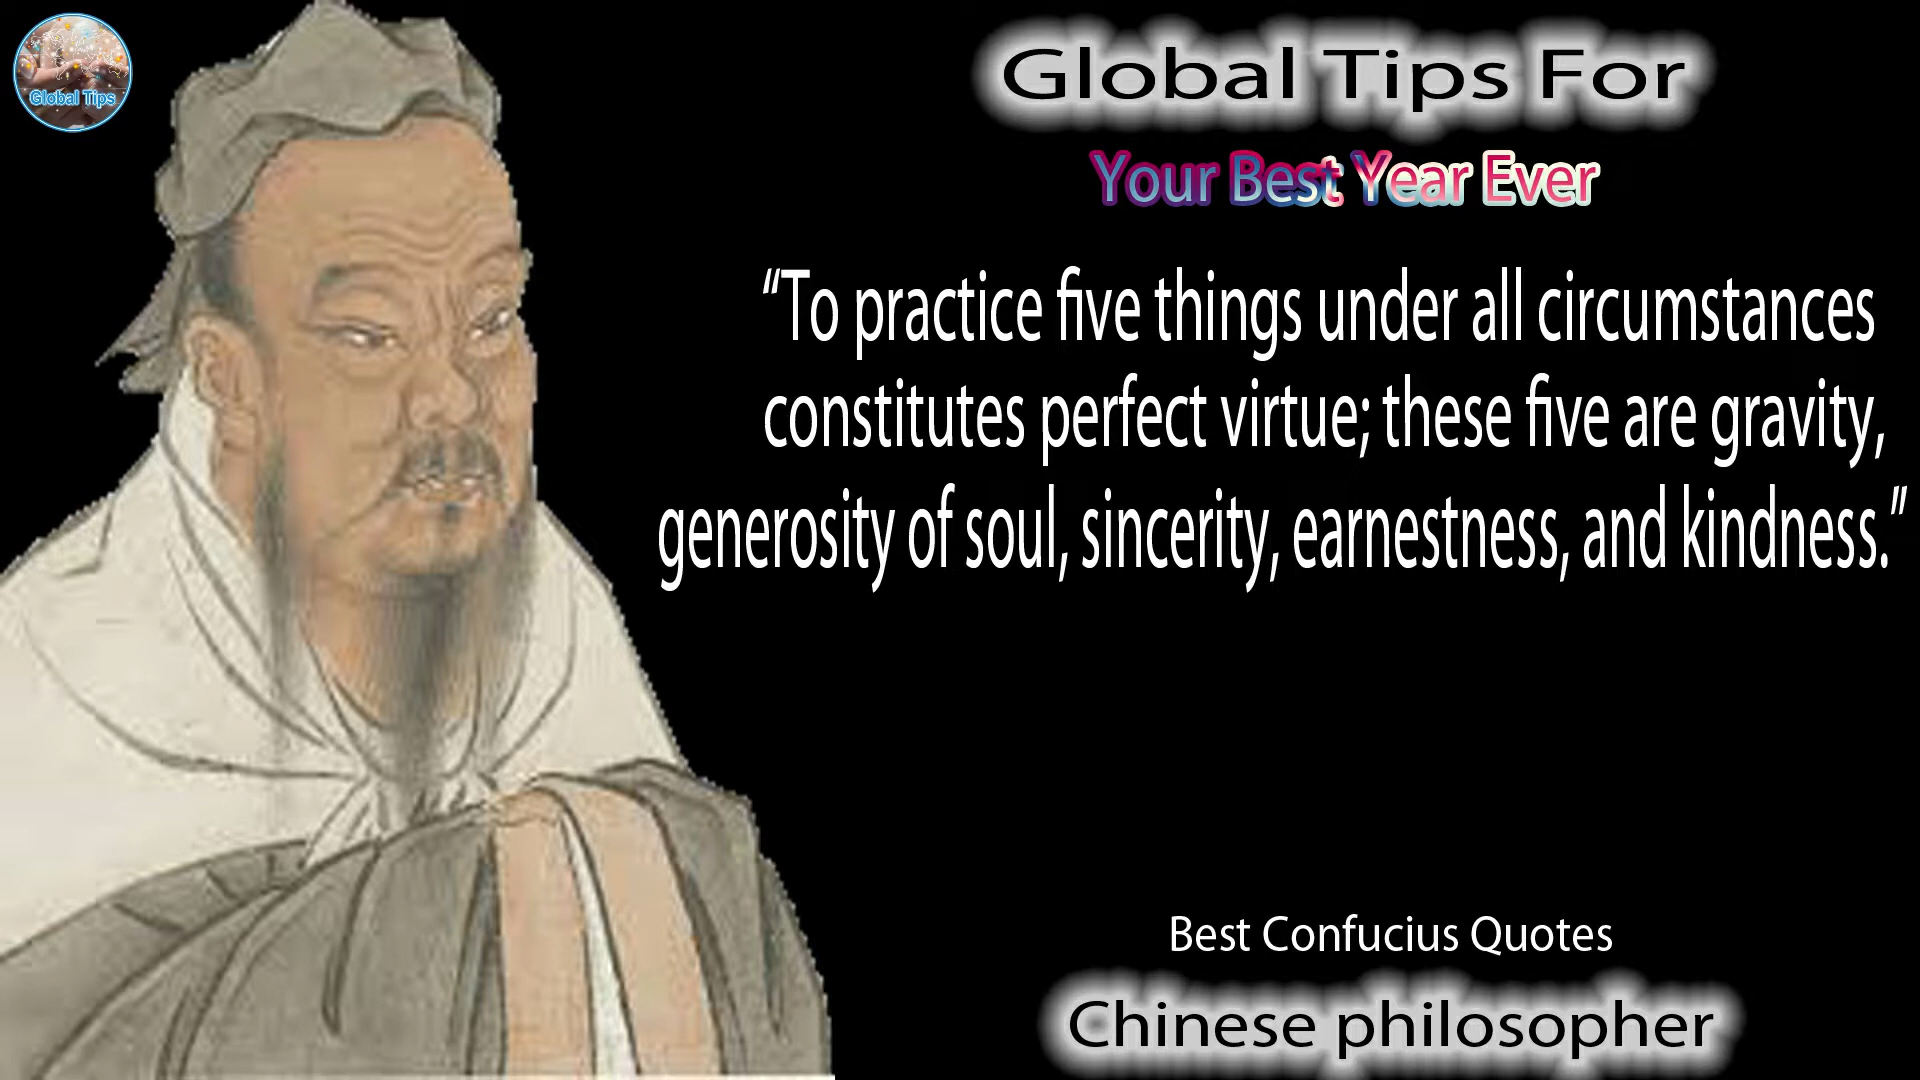 Global Tips
Global Tips For
Your Best Year Ever
“To practice five things under all circumstances
constitutes perfect virtue; these five are gravity,
generosity of soul, sincerity, earnestness, and kindness.”
Best Confucius Quotes
Chinese philosopher